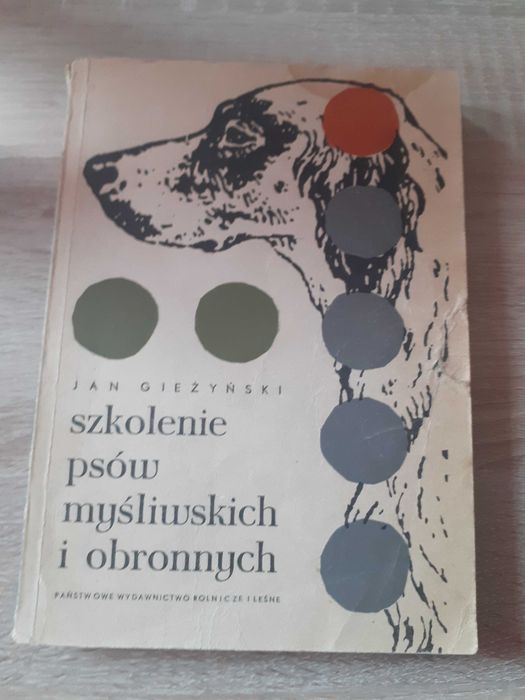 JAN GIEŻYŃSKI
szkolenie
psów
myśliwskich
i obronnych
PAŃSTWOWE WYDAWNICTWO ROLNICZE I LEŚNE